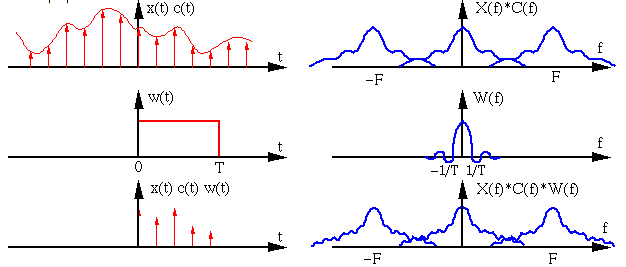 x(t) c(t)
X(f)*C(f)
t
f
−F
F
w(t)
W(f)
t
f
0
T
−1/T
1/T
x(t) c(t) w(t)
X(f)*C(f)*W(f)
t
f
−F
F